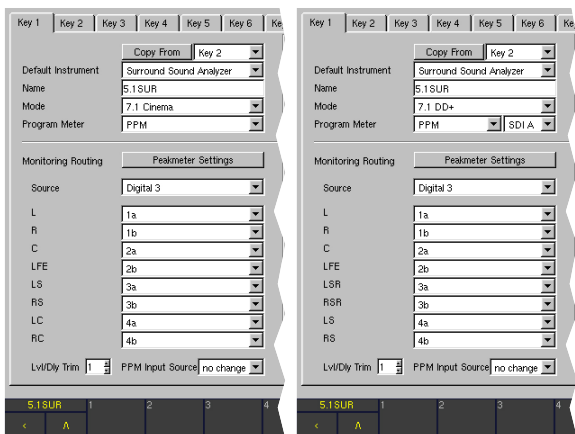 Key 1 Key 2 Key 3 Key 4 Key 5 Key 6
Copy From Key 2
Default Instrument Surround Sound Analyzer
Name 5.1SUR
Mode 7.1 Cinema
Program Meter PPM
Monitoring Routing Peakmeter Settings
Source Digital 3
L 1a
R 1b
C 2a
LFE 2b
LS 3a
RS 3b
LC 4a
RC 4b
Lvl/Dly Trim 1 PPM Input Source no change
5.1SUR 1 2 3 4
< Λ
Key 1 Key 2 Key 3 Key 4 Key 5 Key 6 Ke
Copy From Key 2
Default Instrument Surround Sound Analyzer
Name 5.1SUR
Mode 7.1 DD+
Program Meter PPM SDI A
Monitoring Routing Peakmeter Settings
Source Digital 3
L 1a
R 1b
C 2a
LFE 2b
LSR 3a
RSR 3b
LS 4a
RS 4b
Lvl/Dly Trim 1 PPM Input Source no change
5.1SUR 1 2 3 4
< Λ